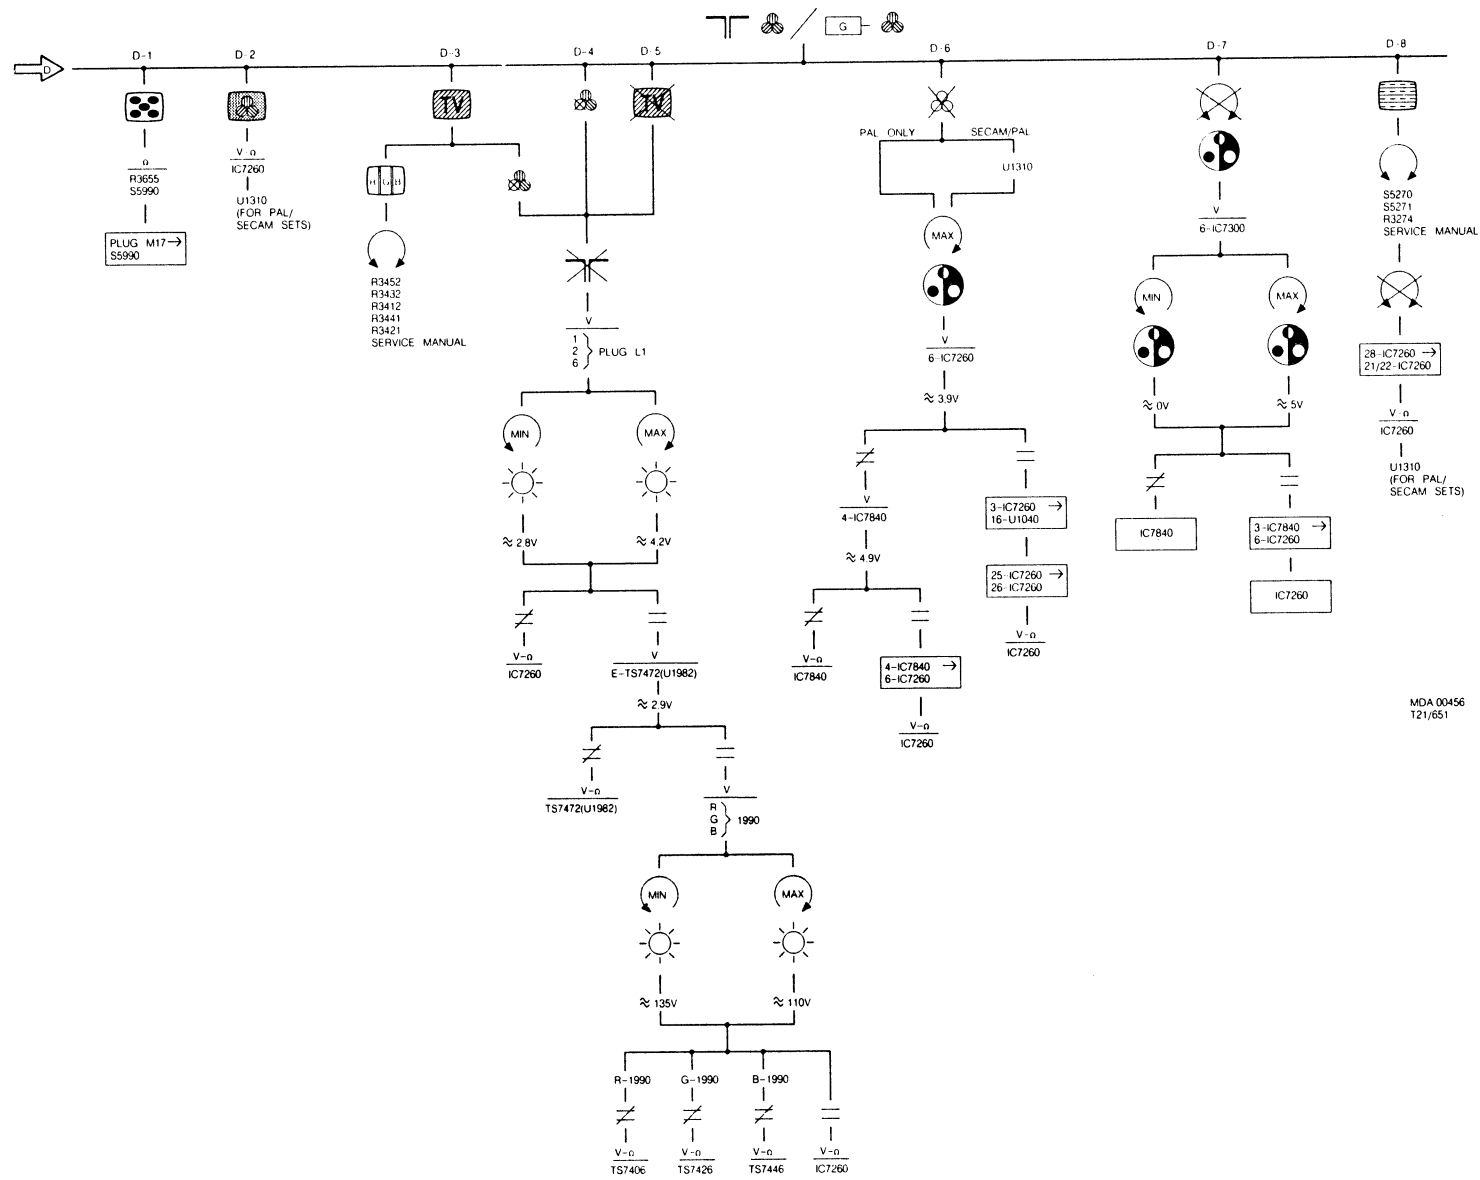 G
D
D-1
D-2
D-3
D-4
D-5
D-6
D-7
D-8
Ω
R3655
S5990
PLUG M17→
S5990
V-Ω
IC7260
U1310
(FOR PAL/
SECAM SETS)
TV
R G B
R3452
R3432
R3412
R3441
R3421
SERVICE MANUAL
TV
V
1
2
6
PLUG L1
MIN
MAX
≈ 2.8V
≈ 4.2V
V-Ω
IC7260
V
E-TS7472(U1982)
≈ 2.9V
V-Ω
TS7472(U1982)
V
R
G
B
1990
MIN
MAX
≈ 135V
≈ 110V
R-1990
G-1990
B-1990
V-Ω
TS7406
V-Ω
TS7426
V-Ω
TS7446
V-Ω
IC7260
PAL ONLY
SECAM/PAL
U1310
MAX
V
6-IC7260
≈ 3.9V
V
4-IC7840
≈ 4.9V
V-Ω
IC7840
4-IC7840 →
6-IC7260
V-Ω
IC7260
3-IC7260 →
16-U1040
25-IC7260 →
26-IC7260
V-Ω
IC7260
V
6-IC7300
MIN
MAX
≈ 0V
≈ 5V
IC7840
3-IC7840 →
6-IC7260
IC7260
S5270
S5271
R3274
SERVICE MANUAL
28-IC7260 →
21/22-IC7260
V-Ω
IC7260
U1310
(FOR PAL/
SECAM SETS)
MDA 00456
T21/651